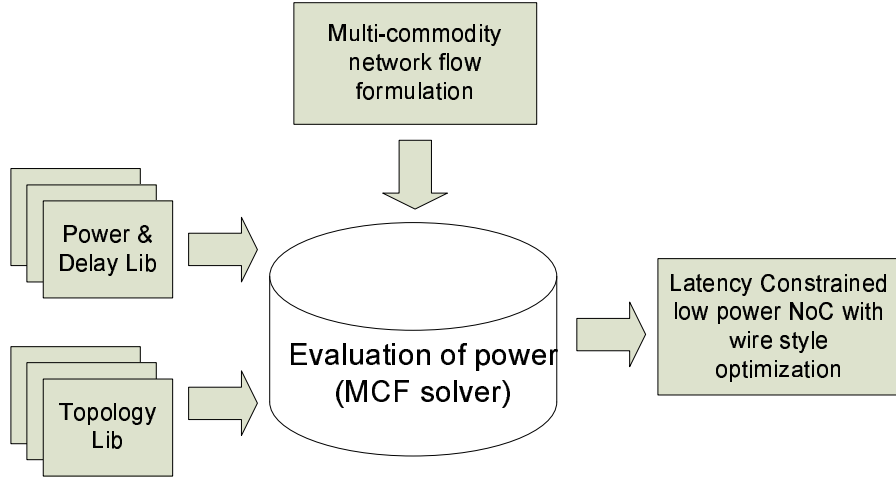 Multi-commodity
network flow
formulation
Power &
Delay Lib
Topology
Lib
Evaluation of power
(MCF solver)
Latency Constrained
low power NoC with
wire style
optimization